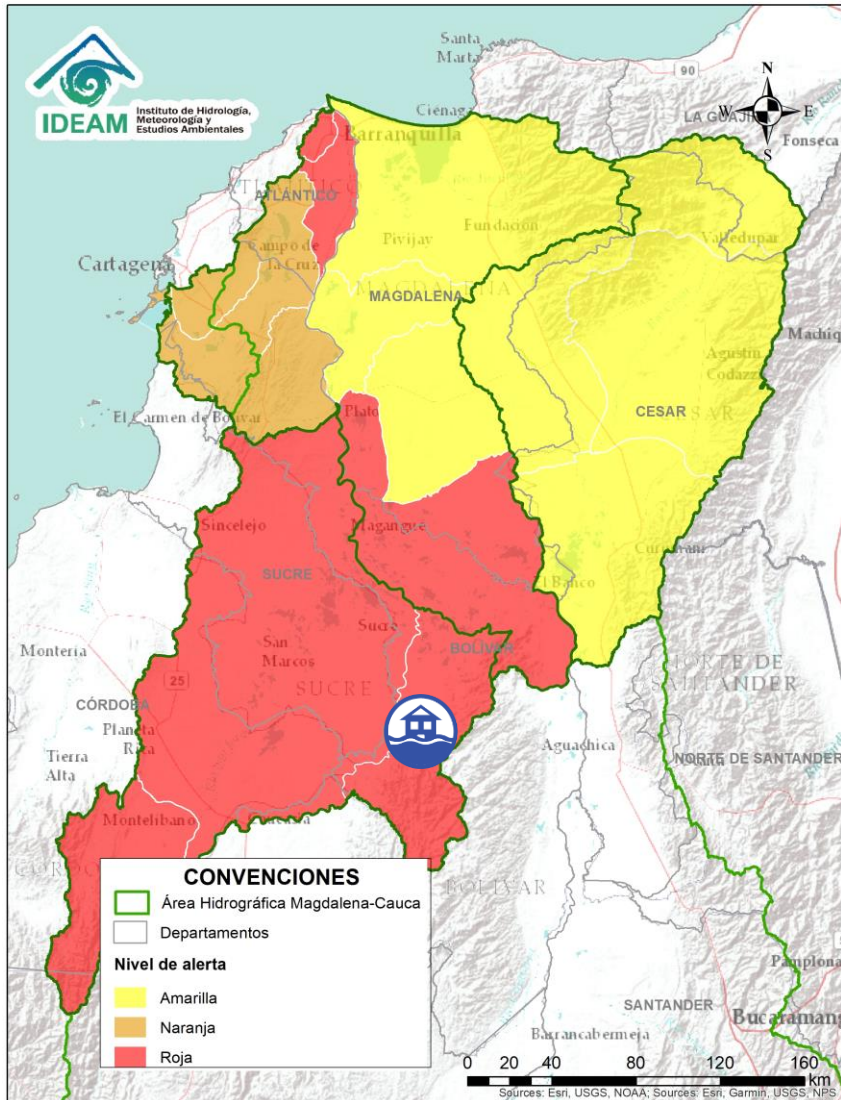 IDEAM
Instituto de Hidrología,
Meteorología y
Estudios Ambientales
Santa
Marta
90
N
W
E
S
LA GUAJIRA
Ciénaga
Barranquilla
Fonseca
ATLÁNTICO
Cartagena
Campo de
la Cruz
Pivijay
Fundación
Valledupar
MAGDALENA
Agustín
Codazzi
CESAR
El Carmen de Bolívar
Plato
Sincelejo
Magangué
SUCRE
El Banco
Curumaní
Sucre
BOLÍVAR
San
Marcos
SUCRE
NORTE DE
SANTANDER
Montería
25
CÓRDOBA
Planeta
Rica
Tierra
Alta
Aguachica
NORTE DE SANTANDER
Montelíbano
BOLÍVAR
CONVENCIONES
Área Hidrográfica Magdalena-Cauca
Departamentos
Nivel de alerta
Amarilla
Naranja
Roja
Pamplona
SANTANDER
Barrancabermeja
0 20 40 80 120 160
km
Sources: Esri, USGS, NOAA; Sources: Esri, Garmin, USGS, NPS